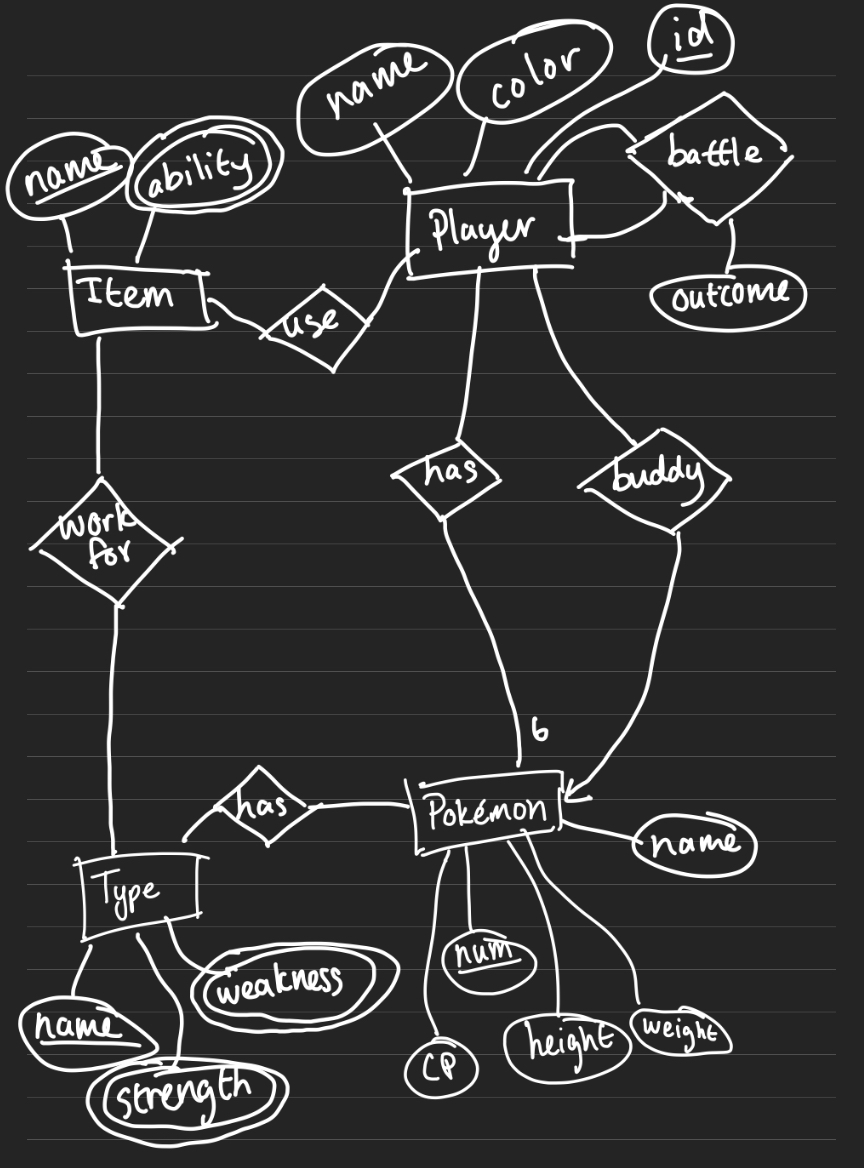 id
color
name
battle
name
ability
Player
Item
outcome
use
has
buddy
work
for
6
has
Pokémon
name
Type
num
weakness
name
height
weight
CP
strength